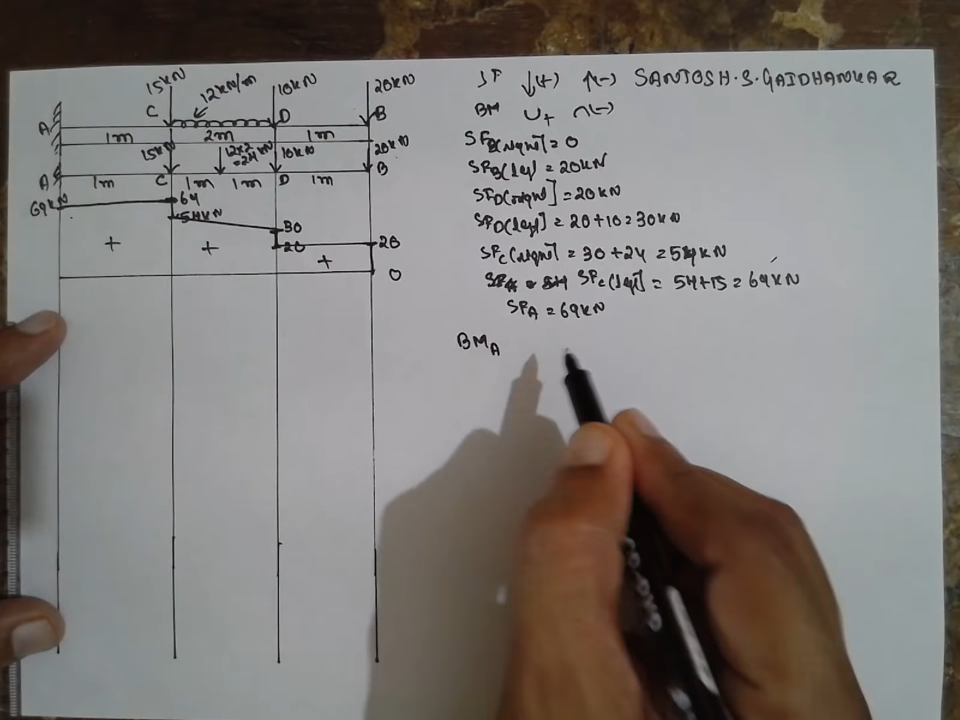 15KN 12KN/m 10KN 20KN
C D B
A 1m 2m 1m
15KN 12×2 =24KN 10KN 20KN
A 1m C 1m 1m D 1m B
69KN 69
54KN 30
20 20
+ + +
0
SF ↓(+) ↑(-) SANTOSH.S.GAIDHANKAR
BM ∪+ ∩(-)
SFB[Right] = 0
SFB(left) = 20KN
SFD[Right] = 20KN
SFD[left] = 20+10=30KN
SFC[Right] = 30+24 = 54KN
SFC[left] = 54+15=69KN
SFA = 69KN
BMA